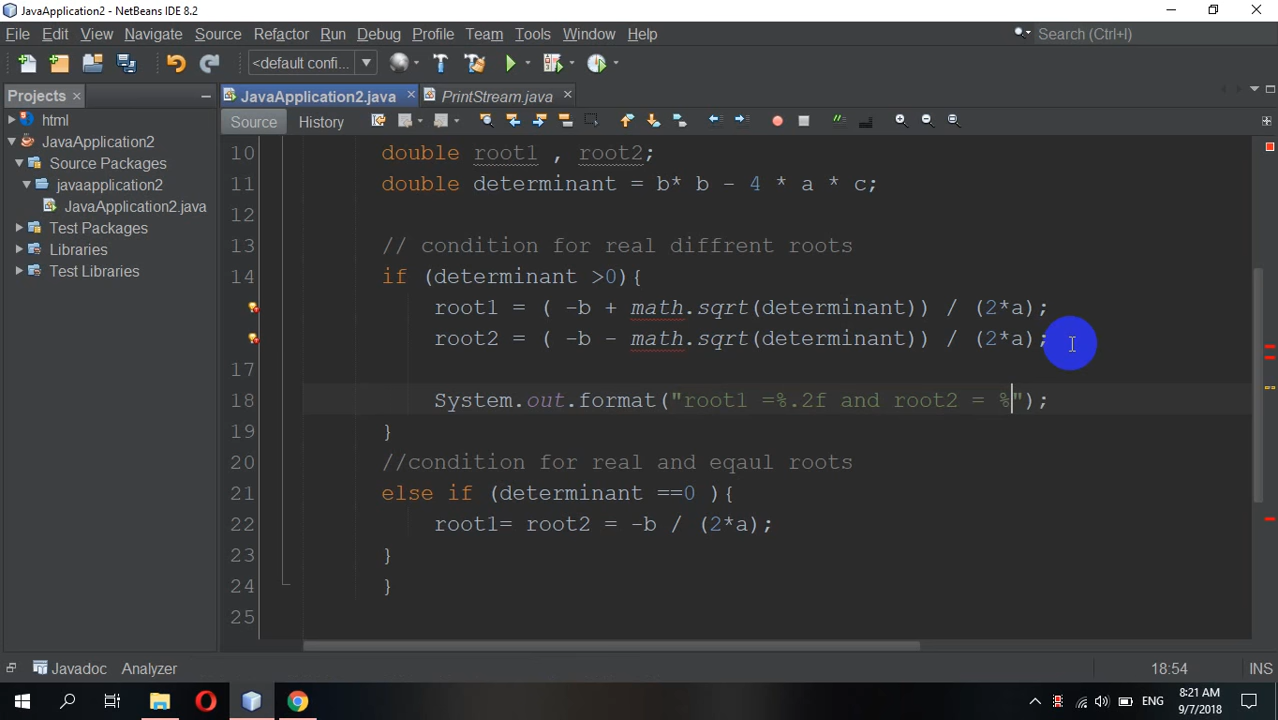 JavaApplication2 - NetBeans IDE 8.2
File Edit View Navigate Source Refactor Run Debug Profile Team Tools Window Help Search (Ctrl+I)
<default confi...
Projects JavaApplication2.java PrintStream.java
html
JavaApplication2
Source Packages
javaapplication2
JavaApplication2.java
Test Packages
Libraries
Test Libraries
Source History
10 double root1 , root2;
11 double determinant = b* b - 4 * a * c;
12
13 // condition for real diffrent roots
14 if (determinant >0){
root1 = ( -b + math.sqrt(determinant)) / (2*a);
root2 = ( -b - math.sqrt(determinant)) / (2*a);
17
18 System.out.format("root1 =%.2f and root2 = %");
19 }
20 //condition for real and eqaul roots
21 else if (determinant ==0 ){
22 root1= root2 = -b / (2*a);
23 }
24 }
25
Javadoc Analyzer 18:54 INS
ENG 8:21 AM
9/7/2018